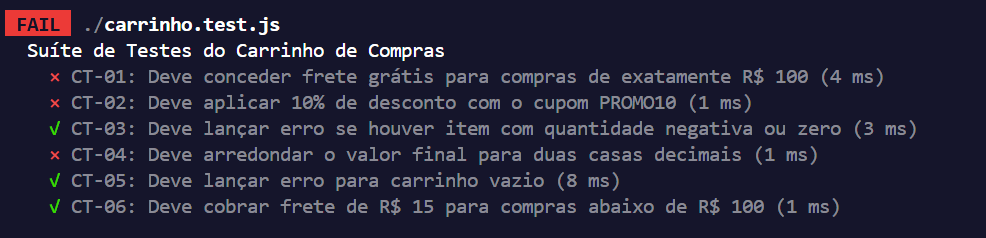 FAIL ./carrinho.test.js
Suíte de Testes do Carrinho de Compras
× CT-01: Deve conceder frete grátis para compras de exatamente R$ 100 (4 ms)
× CT-02: Deve aplicar 10% de desconto com o cupom PROMO10 (1 ms)
√ CT-03: Deve lançar erro se houver item com quantidade negativa ou zero (3 ms)
× CT-04: Deve arredondar o valor final para duas casas decimais (1 ms)
√ CT-05: Deve lançar erro para carrinho vazio (8 ms)
√ CT-06: Deve cobrar frete de R$ 15 para compras abaixo de R$ 100 (1 ms)